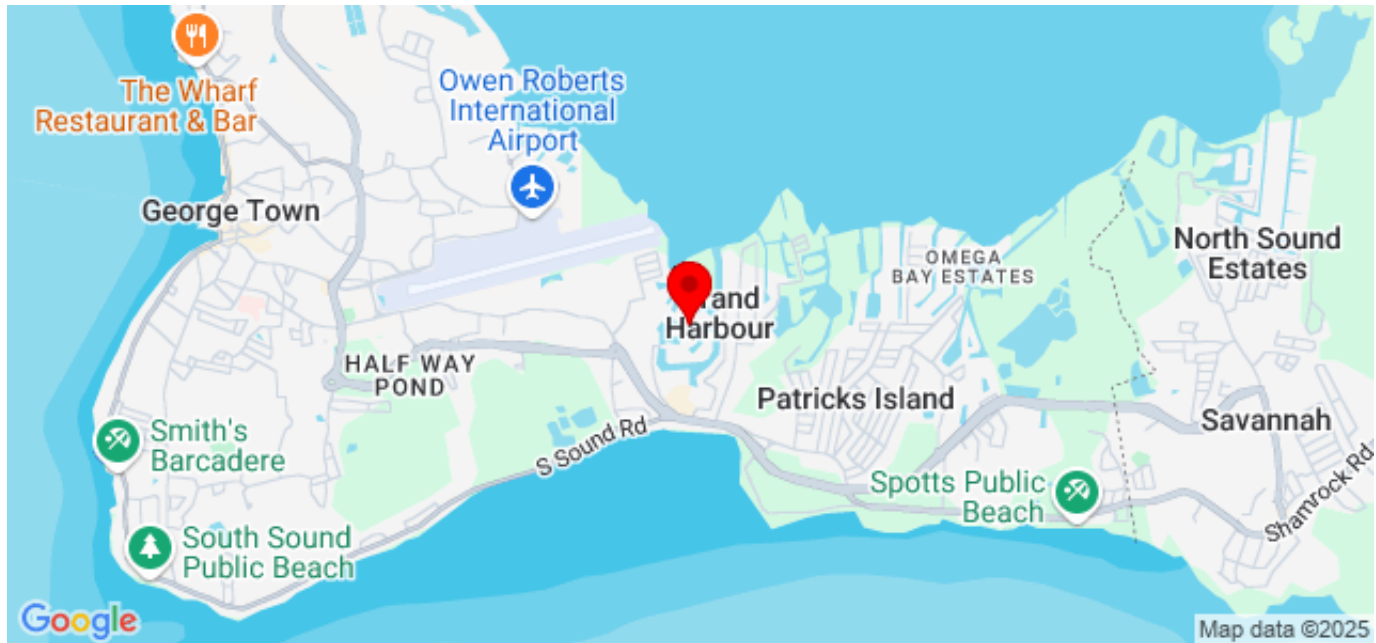 The Wharf
Restaurant & Bar
Owen Roberts
International
Airport
George Town
North Sound
Estates
OMEGA
BAY ESTATES
rand
Harbour
HALF WAY
POND
Patricks Island
Savannah
Smith's
Barcadere
S Sound Rd
Spotts Public
Beach
Shamrock Rd
South Sound
Public Beach
Google
Map data ©2025